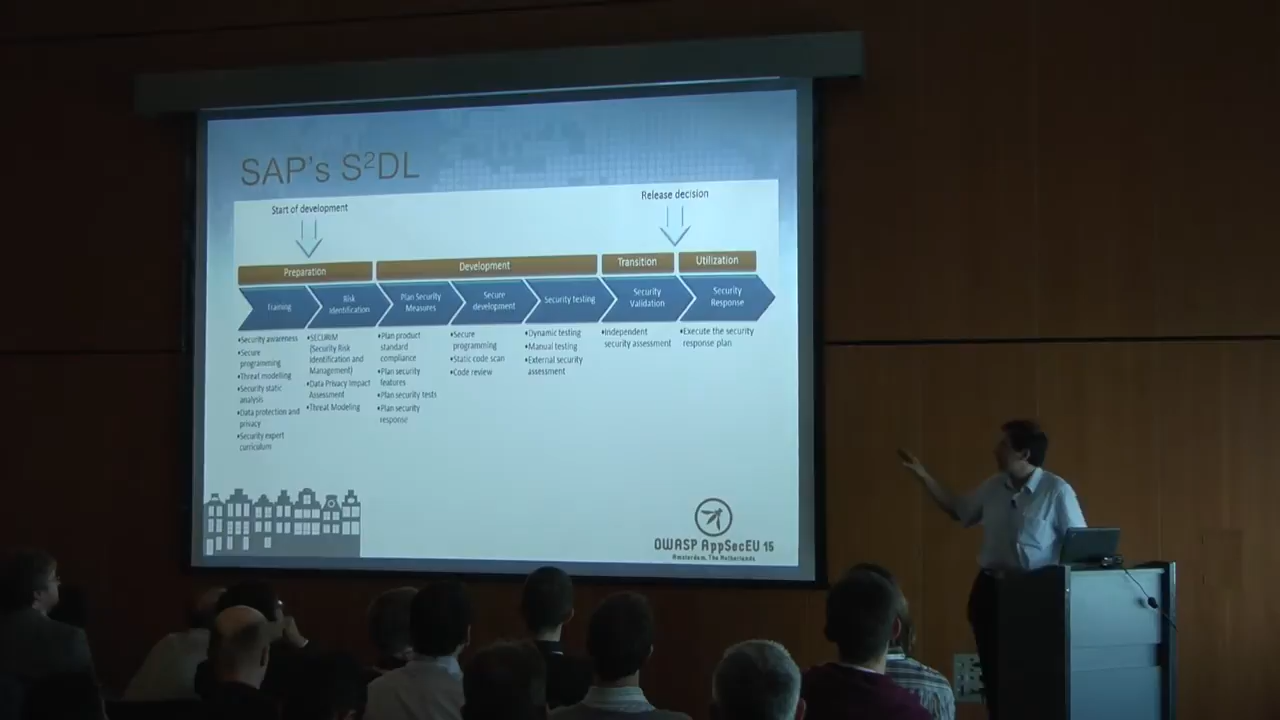 SAP's S²DL
Start of development
Release decision
Preparation
Development
Transition
Utilization
Training
Risk
Identification
Plan Security
Measures
Secure
development
Security testing
Security
Validation
Security
Response
•Security awareness
•Secure
programming
•Threat modelling
•Security static
analysis
•Data protection and
privacy
•Security expert
curriculum
•SECURIM
(Security Risk
Identification and
Management)
•Data Privacy Impact
Assessment
•Threat Modeling
•Plan product
standard
compliance
•Plan security
features
•Plan security tests
•Plan security
response
•Secure
programming
•Static code scan
•Code review
•Dynamic testing
•Manual testing
•External security
assessment
•Independent
security assessment
•Execute the security
response plan
OWASP AppSecEU 15
Amsterdam, The Netherlands